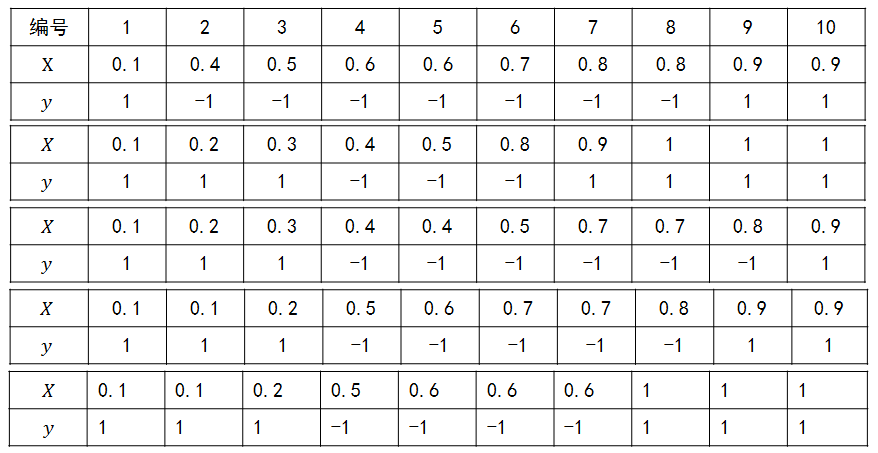 编号 1 2 3 4 5 6 7 8 9 10
X 0.1 0.4 0.5 0.6 0.6 0.7 0.8 0.8 0.9 0.9
y 1 -1 -1 -1 -1 -1 -1 -1 1 1
X 0.1 0.2 0.3 0.4 0.5 0.8 0.9 1 1 1
y 1 1 1 -1 -1 -1 1 1 1 1
X 0.1 0.2 0.3 0.4 0.4 0.5 0.7 0.7 0.8 0.9
y 1 1 1 -1 -1 -1 -1 -1 -1 1
X 0.1 0.1 0.2 0.5 0.6 0.7 0.7 0.8 0.9 0.9
y 1 1 1 -1 -1 -1 -1 -1 1 1
X 0.1 0.1 0.2 0.5 0.6 0.6 0.6 1 1 1
y 1 1 1 -1 -1 -1 -1 1 1 1